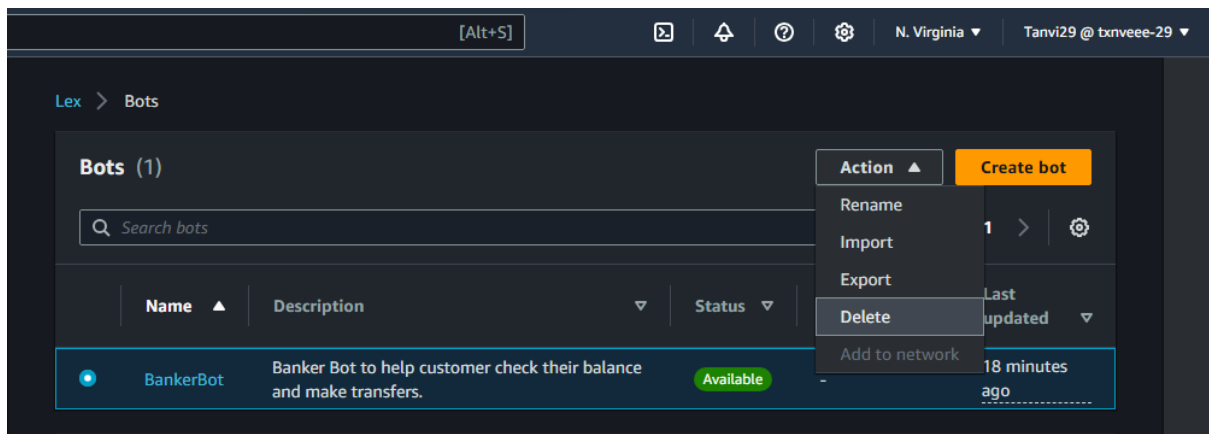 [Alt+S]
N. Virginia
Tanvi29 @ txnveee-29
Lex > Bots
Bots (1)
Action
Create bot
Search bots
1
Rename
Import
Export
Delete
Add to network
Name
Description
Status
Last
updated
BankerBot
Banker Bot to help customer check their balance
and make transfers.
Available
-
18 minutes
ago